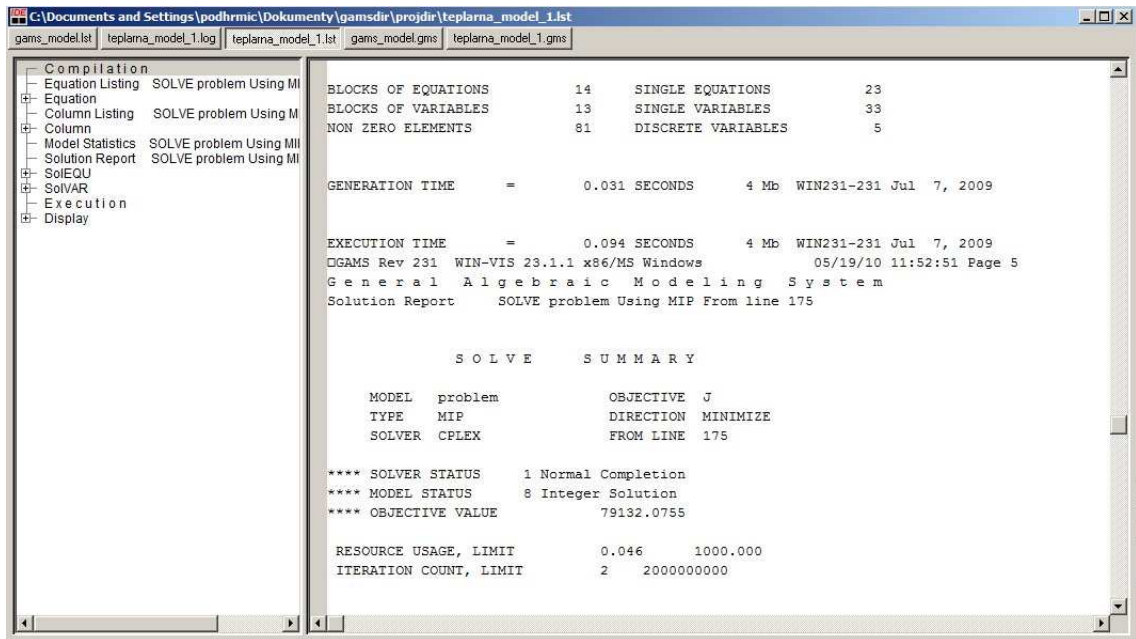 IDE C:\Documents and Settings\podhrmic\Dokumenty\gamsdir\projdir\teplarna_model_1.lst
gams_model.lst teplarna_model_1.log teplarna_model_1.lst gams_model.gms teplarna_model_1.gms
Compilation
Equation Listing SOLVE problem Using MI
Equation
Column Listing SOLVE problem Using M
Column
Model Statistics SOLVE problem Using MI
Solution Report SOLVE problem Using MI
SolEQU
SolVAR
Execution
Display
BLOCKS OF EQUATIONS 14 SINGLE EQUATIONS 23
BLOCKS OF VARIABLES 13 SINGLE VARIABLES 33
NON ZERO ELEMENTS 81 DISCRETE VARIABLES 5
GENERATION TIME = 0.031 SECONDS 4 Mb WIN231-231 Jul 7, 2009
EXECUTION TIME = 0.094 SECONDS 4 Mb WIN231-231 Jul 7, 2009
□GAMS Rev 231 WIN-VIS 23.1.1 x86/MS Windows 05/19/10 11:52:51 Page 5
G e n e r a l A l g e b r a i c M o d e l i n g S y s t e m
Solution Report SOLVE problem Using MIP From line 175
S O L V E S U M M A R Y
MODEL problem OBJECTIVE J
TYPE MIP DIRECTION MINIMIZE
SOLVER CPLEX FROM LINE 175
**** SOLVER STATUS 1 Normal Completion
**** MODEL STATUS 8 Integer Solution
**** OBJECTIVE VALUE 79132.0755
RESOURCE USAGE, LIMIT 0.046 1000.000
ITERATION COUNT, LIMIT 2 2000000000